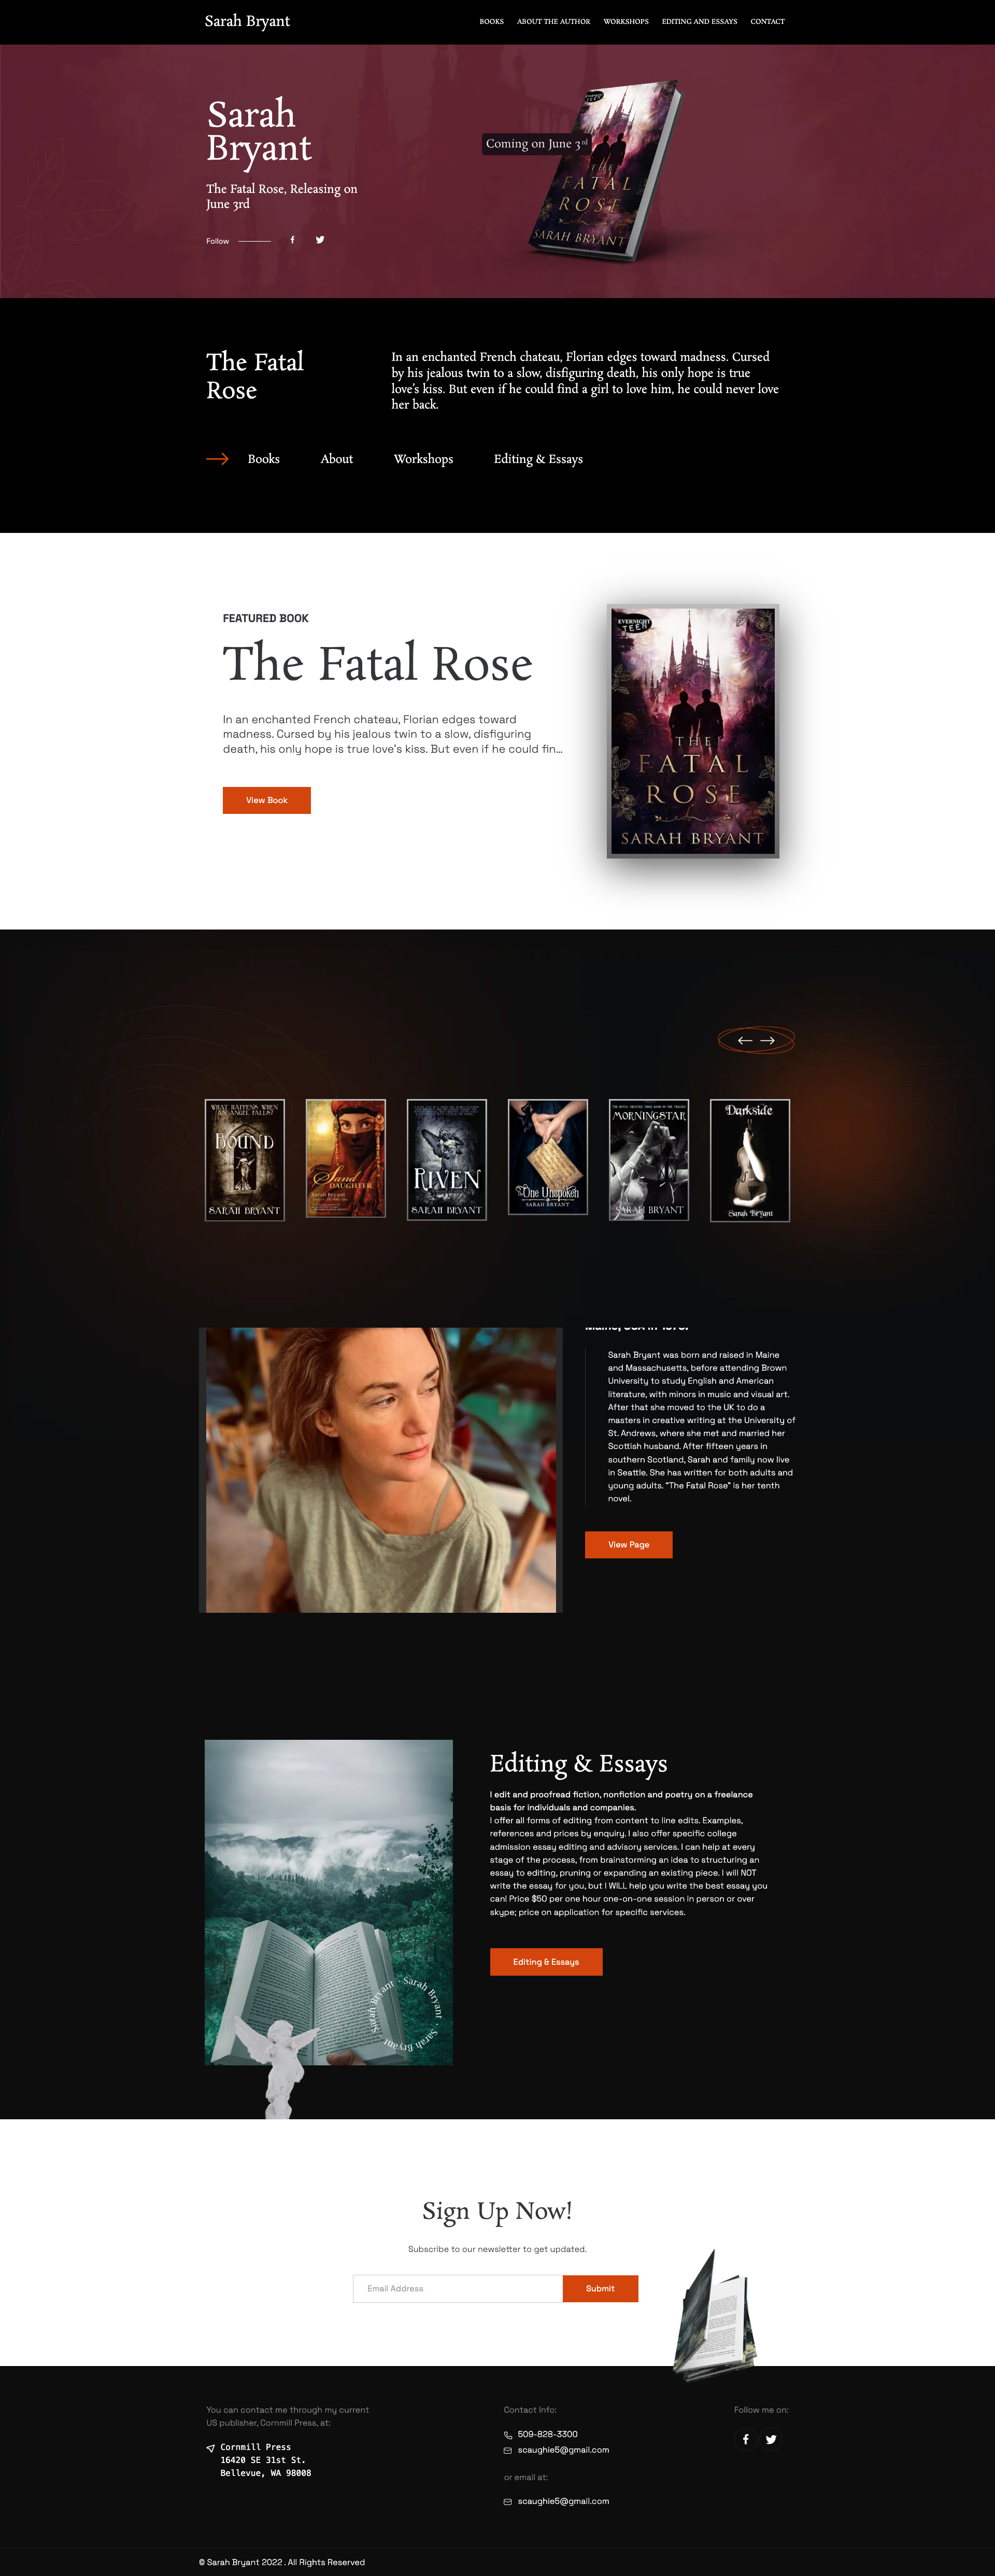 Sarah Bryant
BOOKS ABOUT THE AUTHOR WORKSHOPS EDITING AND ESSAYS CONTACT
Sarah
Bryant
The Fatal Rose, Releasing on
June 3rd
Follow
Coming on June 3rd
THE
FATAL
ROSE
SARAH BRYANT
The Fatal
Rose
In an enchanted French chateau, Florian edges toward madness. Cursed
by his jealous twin to a slow, disfiguring death, his only hope is true
love's kiss. But even if he could find a girl to love him, he could never love
her back.
Books About Workshops Editing & Essays
FEATURED BOOK
The Fatal Rose
In an enchanted French chateau, Florian edges toward
madness. Cursed by his jealous twin to a slow, disfiguring
death, his only hope is true love's kiss. But even if he could fin...
View Book
EVERNIGHT
TEEN
THE
FATAL
ROSE
SARAH BRYANT
WHAT HAPPENS WHEN
AN ANGEL FALLS?
BOUND
SARAH BRYANT
Sand
DAUGHTER
Sarah Bryant
RIVEN
SARAH BRYANT
One Unspoken
SARAH BRYANT
MORNINGSTAR
SARAH BRYANT
Darkside
Sarah Bryant
Maine, USA in 1973.
Sarah Bryant was born and raised in Maine
and Massachusetts, before attending Brown
University to study English and American
literature, with minors in music and visual art.
After that she moved to the UK to do a
masters in creative writing at the University of
St. Andrews, where she met and married her
Scottish husband. After fifteen years in
southern Scotland, Sarah and family now live
in Seattle. She has written for both adults and
young adults. "The Fatal Rose" is her tenth
novel.
View Page
Editing & Essays
I edit and proofread fiction, nonfiction and poetry on a freelance
basis for individuals and companies.
I offer all forms of editing from content to line edits. Examples,
references and prices by enquiry. I also offer specific college
admission essay editing and advisory services. I can help at every
stage of the process, from brainstorming an idea to structuring an
essay to editing, pruning or expanding an existing piece. I will NOT
write the essay for you, but I WILL help you write the best essay you
can! Price $50 per one hour one-on-one session in person or over
skype; price on application for specific services.
Editing & Essays
Sarah Bryant · Sarah Bryant · Sarah Bryant ·
Sign Up Now!
Subscribe to our newsletter to get updated.
Email Address
Submit
You can contact me through my current
US publisher, Cornmill Press, at:
Cornmill Press
16420 SE 31st St.
Bellevue, WA 98008
Contact Info:
509-828-3300
scaughie5@gmail.com
or email at:
scaughie5@gmail.com
Follow me on:
© Sarah Bryant 2022 . All Rights Reserved